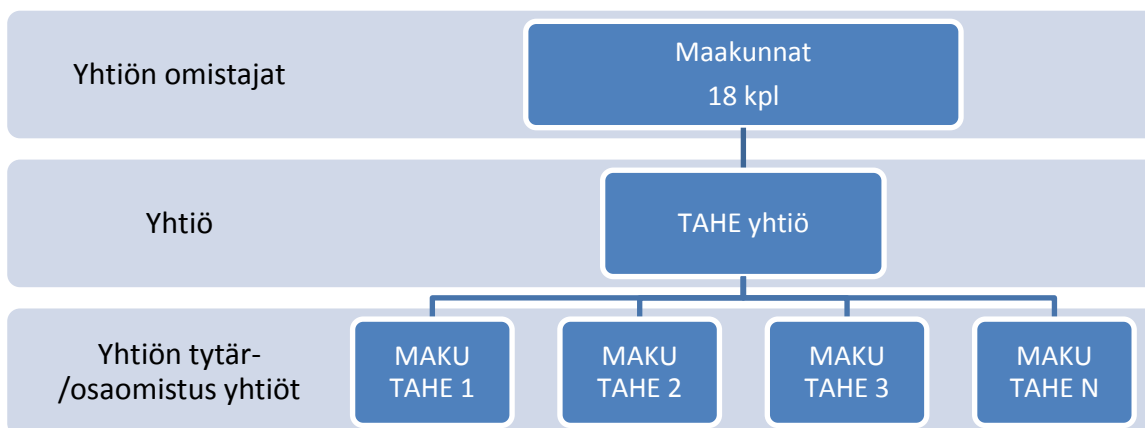 Yhtiön omistajat
Maakunnat
18 kpl
Yhtiö
TAHE yhtiö
Yhtiön tytär-
/osaomistus yhtiöt
MAKU
TAHE 1
MAKU
TAHE 2
MAKU
TAHE 3
MAKU
TAHE N